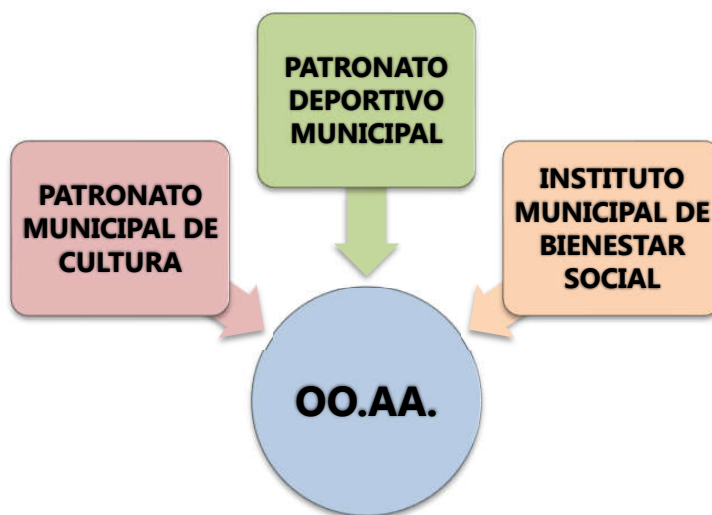 PATRONATO
DEPORTIVO
MUNICIPAL
PATRONATO
MUNICIPAL DE
CULTURA
INSTITUTO
MUNICIPAL DE
BIENESTAR
SOCIAL
OO.AA.